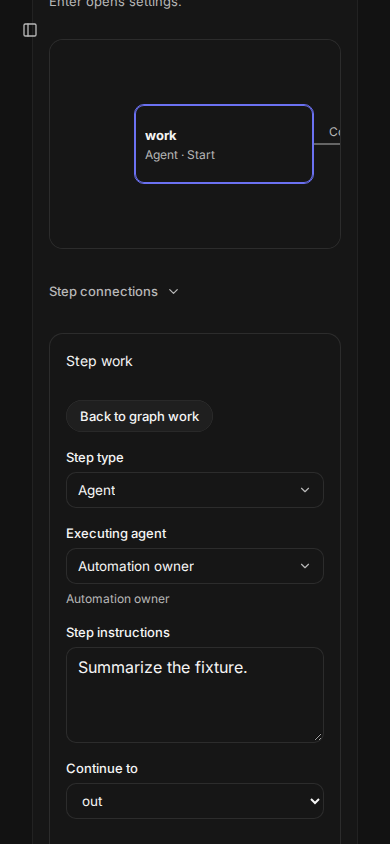 Enter opens settings.
work
Agent · Start
Step connections
Step work
Back to graph work
Step type
Agent
Executing agent
Automation owner
Automation owner
Step instructions
Summarize the fixture.
Continue to
out